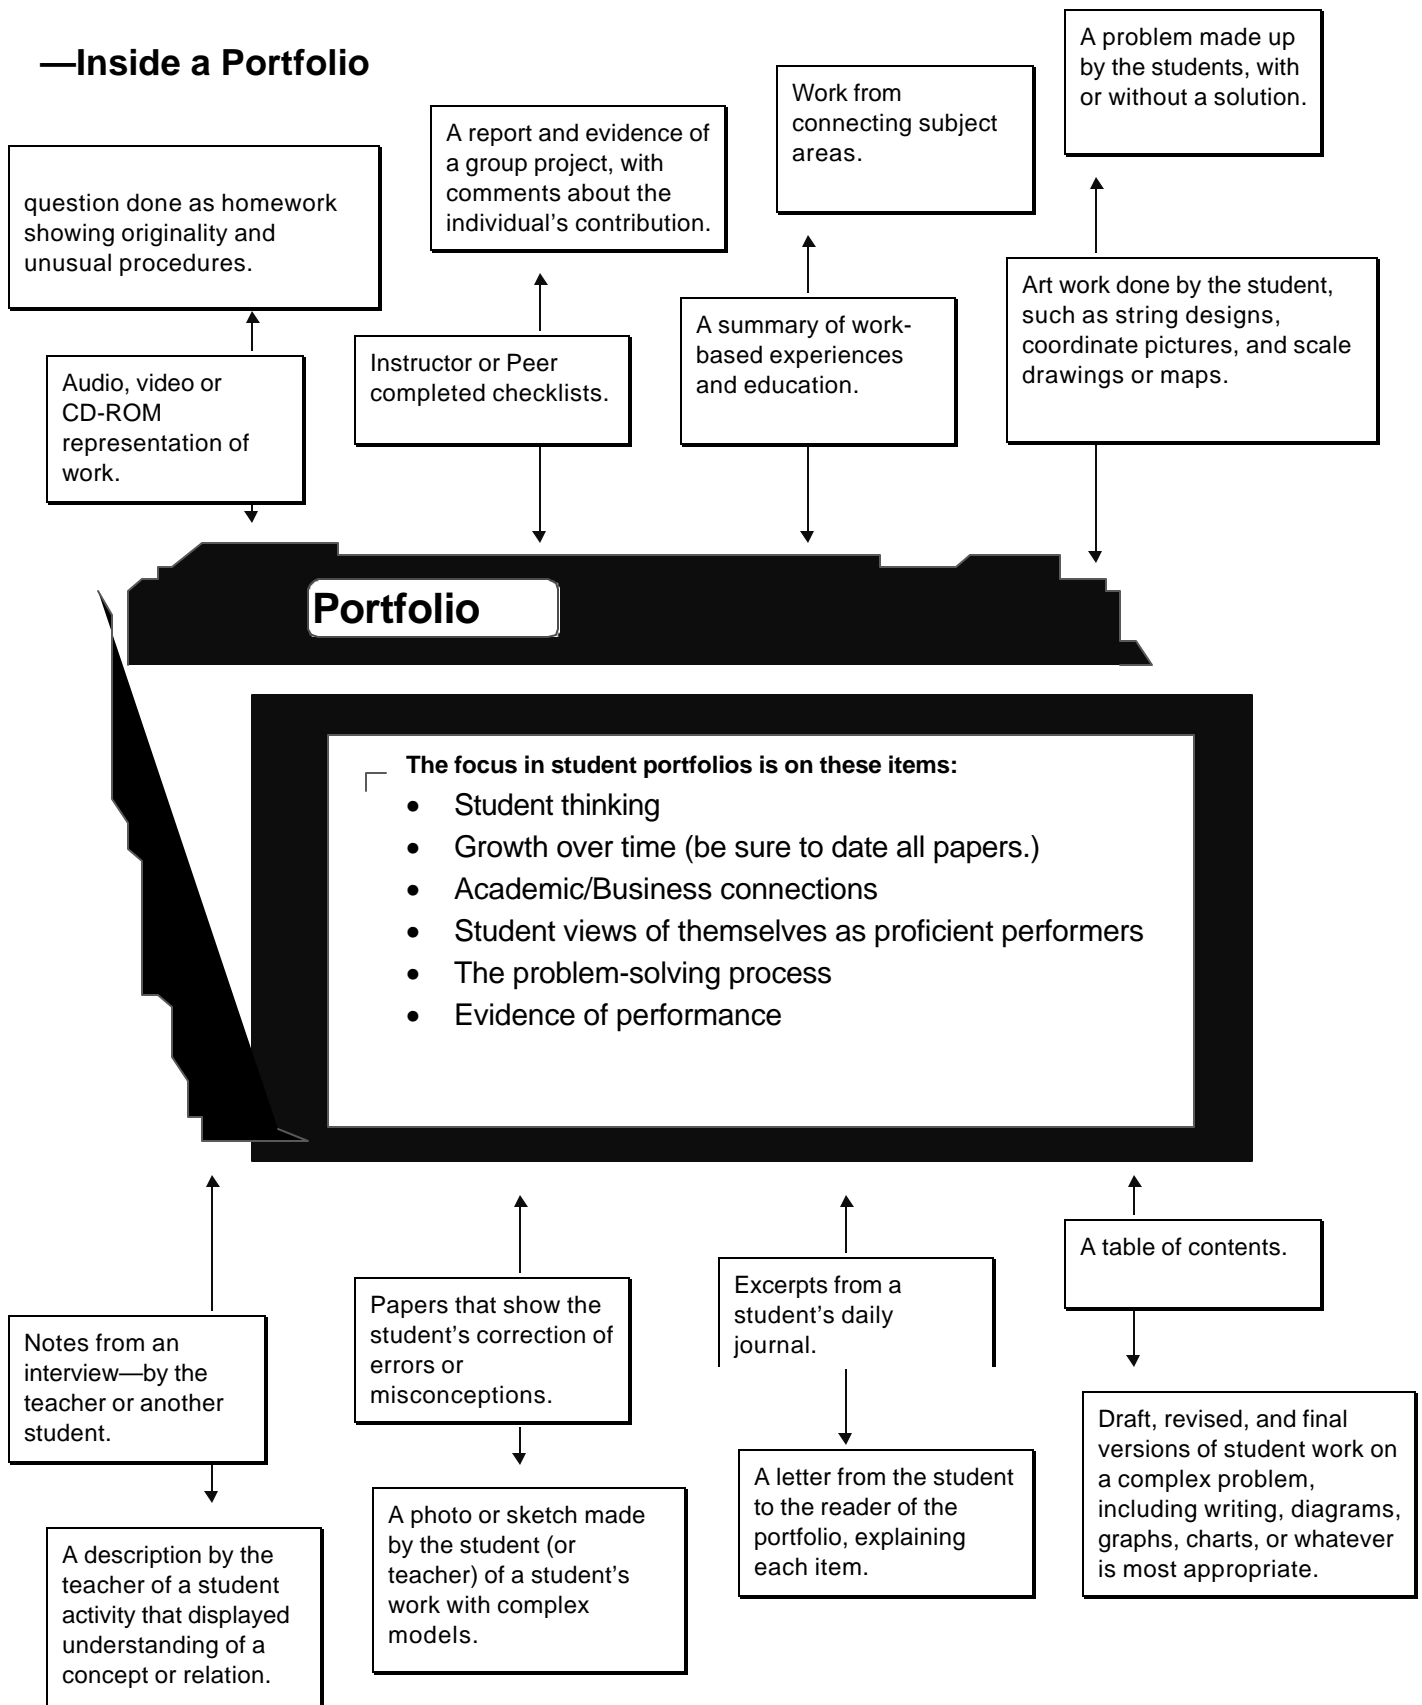 —Inside a Portfolio
A problem made up
by the students, with
or without a solution.
Work from
connecting subject
areas.
A report and evidence of
a group project, with
comments about the
individual’s contribution.
question done as homework
showing originality and
unusual procedures.
Art work done by the student,
such as string designs,
coordinate pictures, and scale
drawings or maps.
A summary of work-
based experiences
and education.
Instructor or Peer
completed checklists.
Audio, video or
CD-ROM
representation of
work.
Portfolio
The focus in student portfolios is on these items:
• Student thinking
• Growth over time (be sure to date all papers.)
• Academic/Business connections
• Student views of themselves as proficient performers
• The problem-solving process
• Evidence of performance
Notes from an
interview—by the
teacher or another
student.
Papers that show the
student’s correction of
errors or
misconceptions.
Excerpts from a
student’s daily
journal.
A table of contents.
A description by the
teacher of a student
activity that displayed
understanding of a
concept or relation.
A photo or sketch made
by the student (or
teacher) of a student’s
work with complex
models.
A letter from the student
to the reader of the
portfolio, explaining
each item.
Draft, revised, and final
versions of student work on
a complex problem,
including writing, diagrams,
graphs, charts, or whatever
is most appropriate.